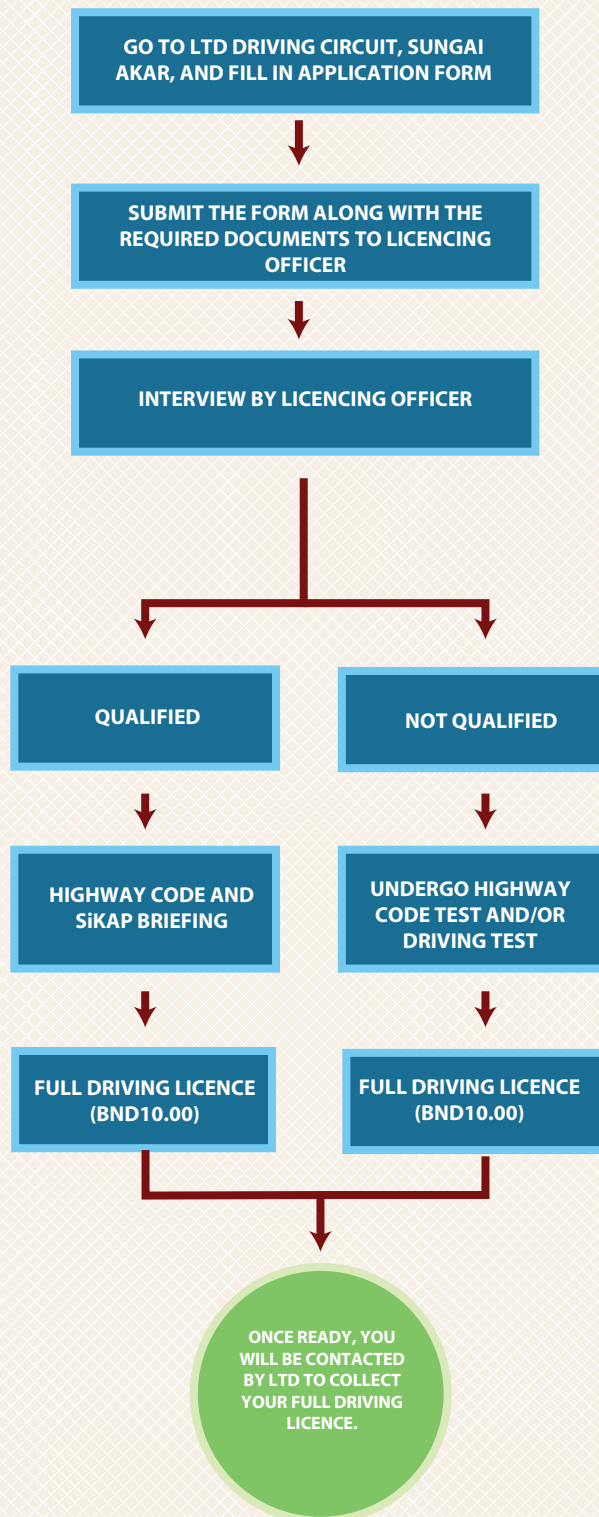 GO TO LTD DRIVING CIRCUIT, SUNGAI
AKAR, AND FILL IN APPLICATION FORM
SUBMIT THE FORM ALONG WITH THE
REQUIRED DOCUMENTS TO LICENCING
OFFICER
INTERVIEW BY LICENCING OFFICER
QUALIFIED
NOT QUALIFIED
HIGHWAY CODE AND
SiKAP BRIEFING
UNDERGO HIGHWAY
CODE TEST AND/OR
DRIVING TEST
FULL DRIVING LICENCE
(BND10.00)
FULL DRIVING LICENCE
(BND10.00)
ONCE READY, YOU
WILL BE CONTACTED
BY LTD TO COLLECT
YOUR FULL DRIVING
LICENCE.